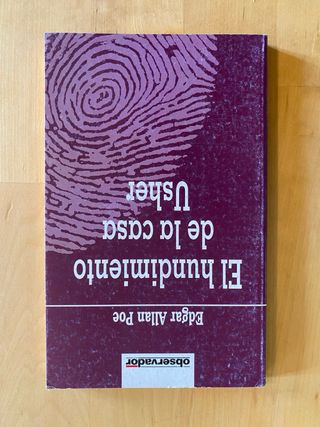 observador
Edgar Allan Poe
El hundimiento
de la casa
Usher